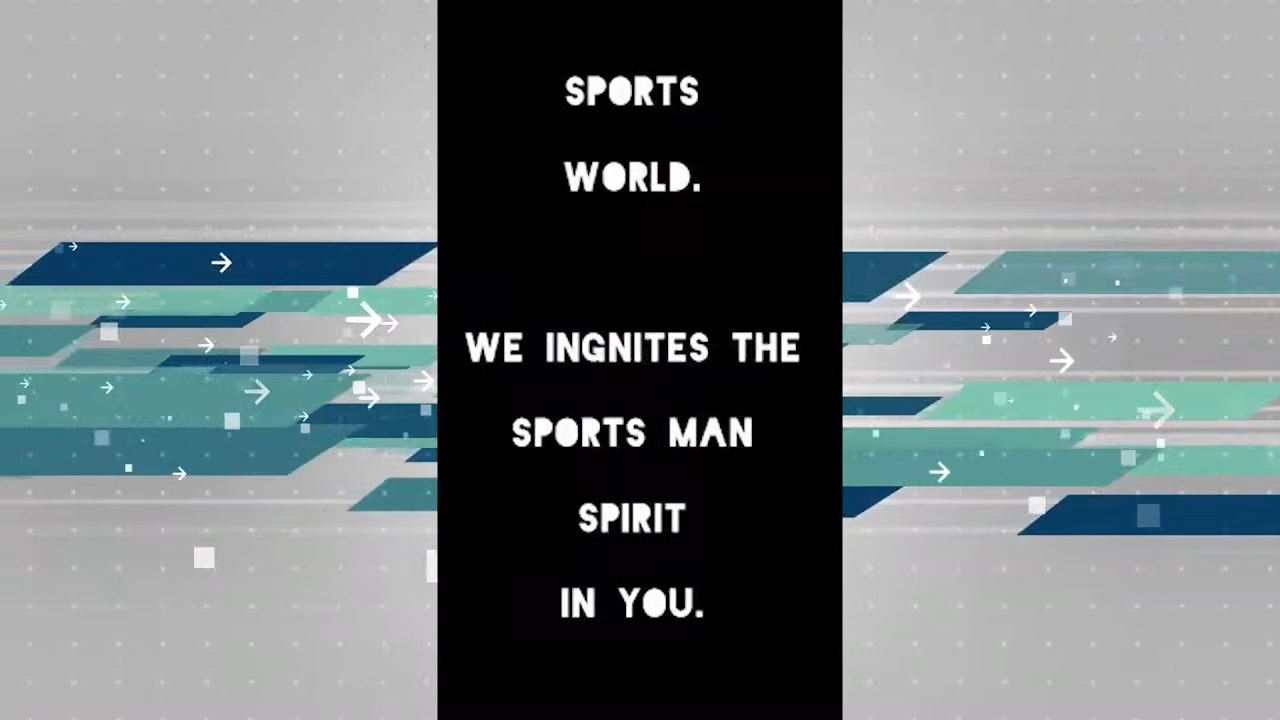 SPORTS
WORLD.
WE INGNITES THE
SPORTS MAN
SPIRIT
IN YOU.